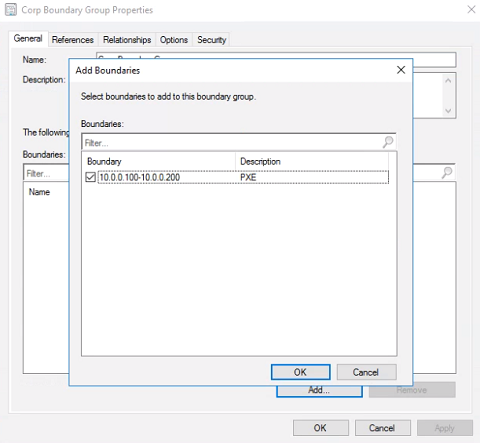 Corp Boundary Group Properties
General References Relationships Options Security
Name:
Add Boundaries
Description:
Select boundaries to add to this boundary group.
Boundaries:
Filter...
Boundary Description
10.0.0.100-10.0.0.200 PXE
The following
Boundaries:
Filter...
Name
OK Cancel
Add... Remove
OK Cancel Apply